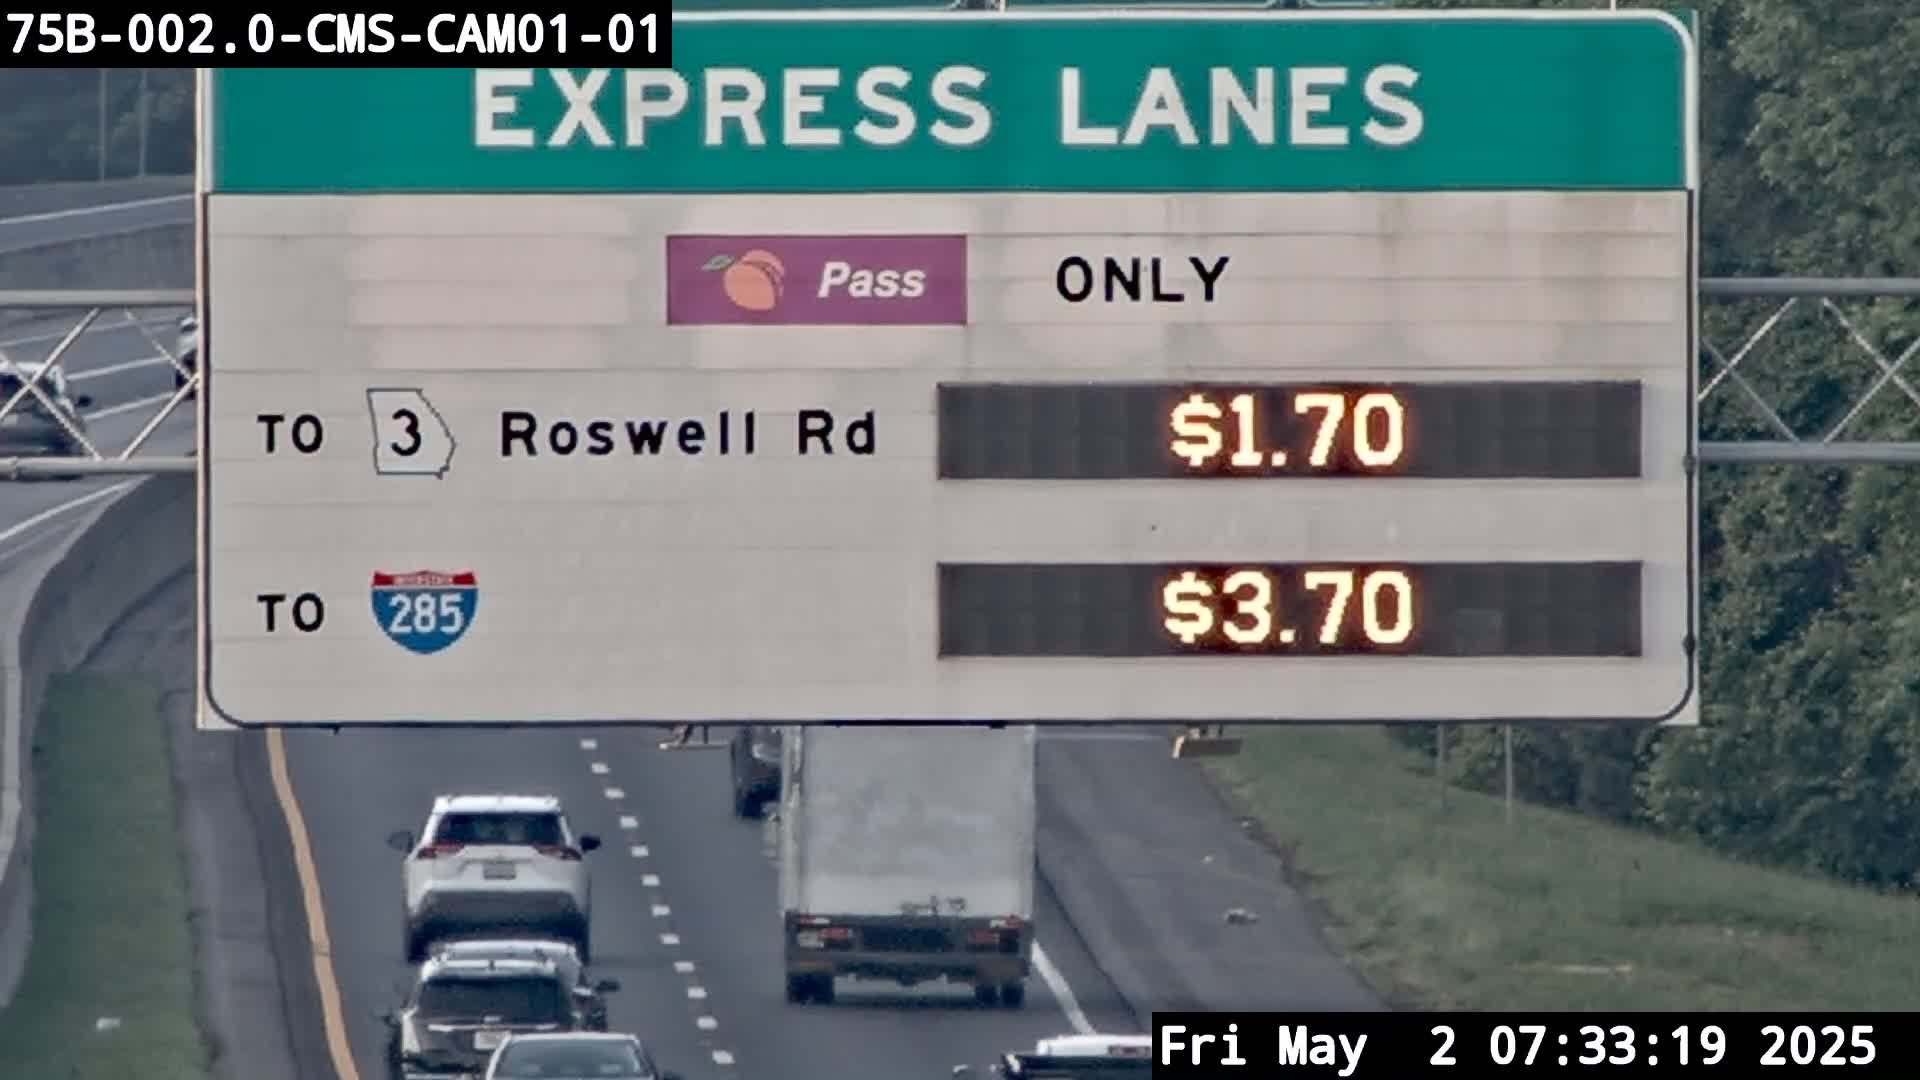 75B-002.0-CMS-CAM01-01
EXPRESS LANES
Pass ONLY
TO 3 Roswell Rd $1.70
INTERSTATE
TO 285 $3.70
Fri May 2 07:33:19 2025